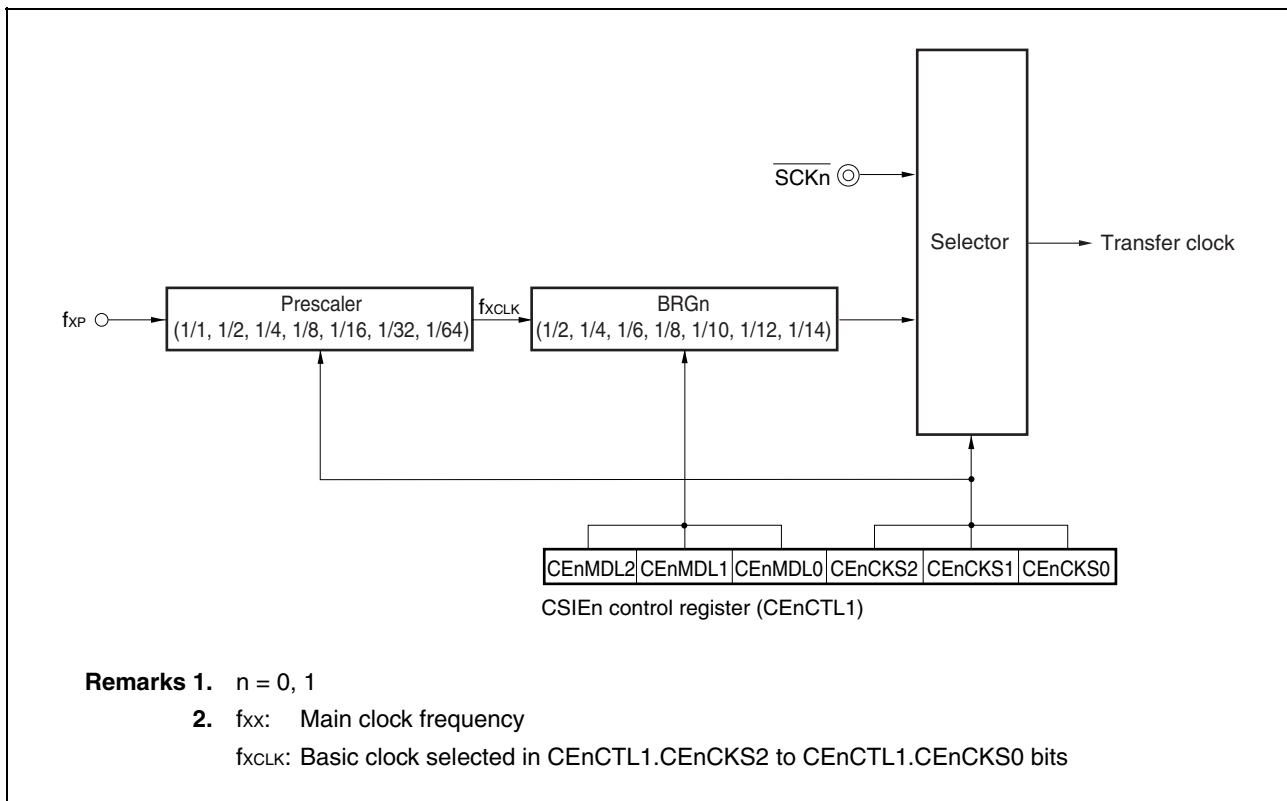 SCKn
Selector
Transfer clock
Prescaler
(1/1, 1/2, 1/4, 1/8, 1/16, 1/32, 1/64)
fXP
fXCLK
BRGn
(1/2, 1/4, 1/6, 1/8, 1/10, 1/12, 1/14)
CEnMDL2 CEnMDL1 CEnMDL0 CEnCKS2 CEnCKS1 CEnCKS0
CSIEn control register (CEnCTL1)
Remarks 1. n = 0, 1
2. fXX: Main clock frequency
fXCLK: Basic clock selected in CEnCTL1.CEnCKS2 to CEnCTL1.CEnCKS0 bits